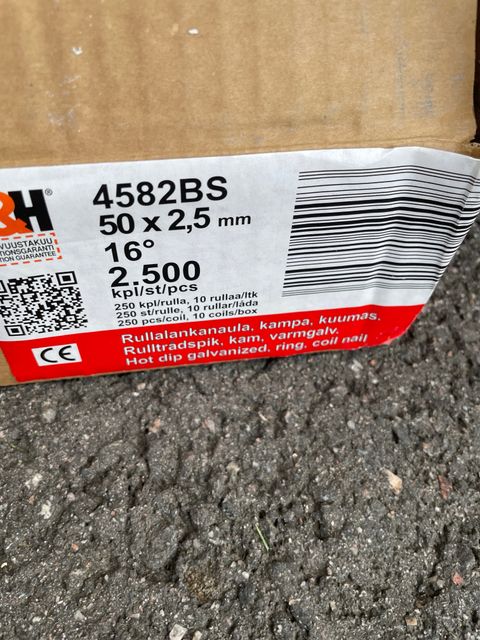 &H®
4582BS
50 x 2,5 mm
VUUSTAKUU
TIONSGARANTI
TION GUARANTEE
16°
2.500
kpl/st/pcs
250 kpl/rulla, 10 rullaa/ltk
250 st/rulle, 10 rullar/låda
250 pcs/coil, 10 coils/box
CE
Rullalankanaula, kampa, kuumas.
Rulltrådspik, kam, varmgalv.
Hot dip galvanized, ring, coil nail